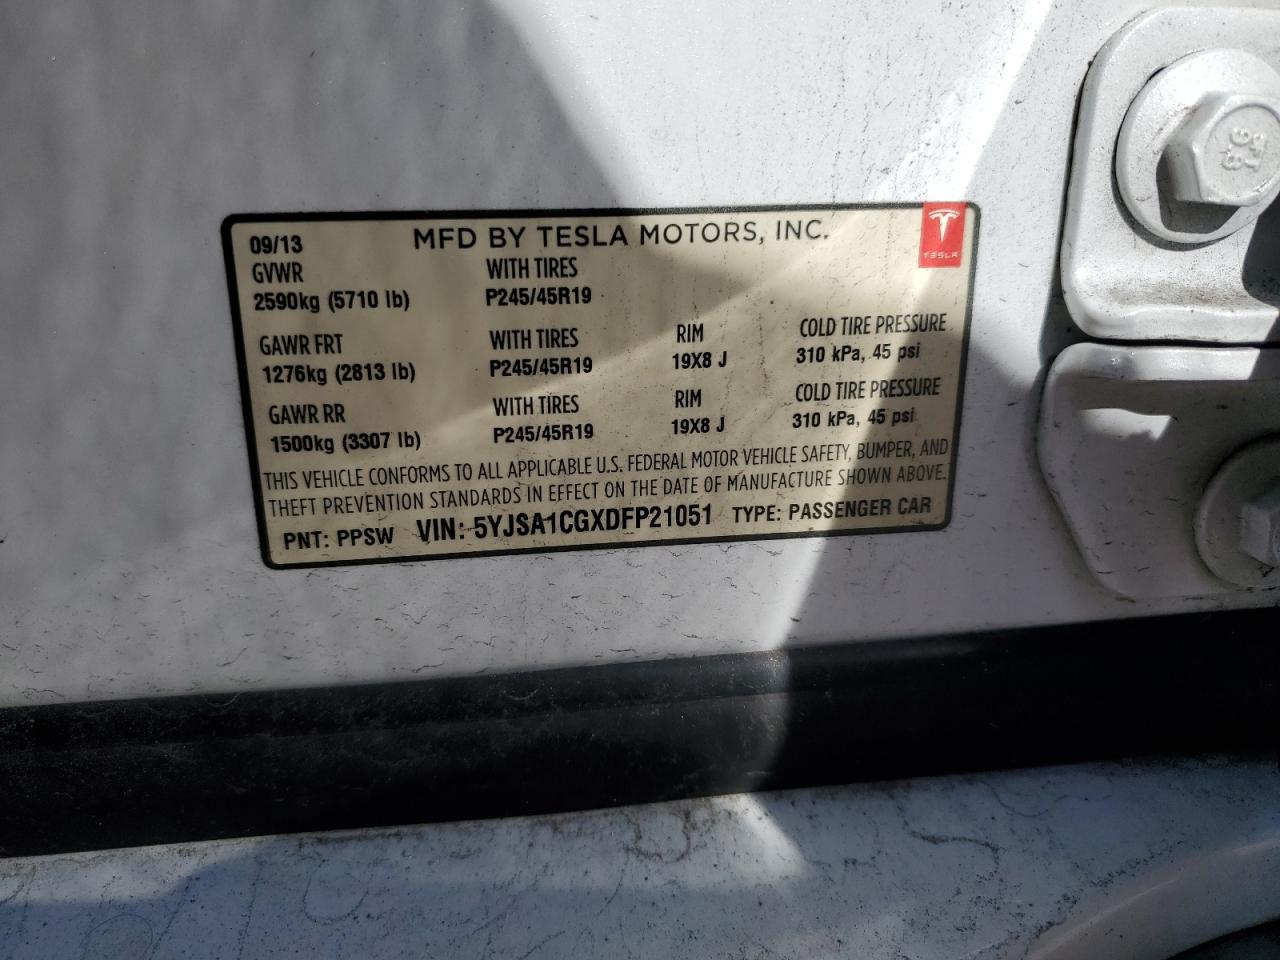 09/13 MFD BY TESLA MOTORS, INC.
TESLA
GVWR WITH TIRES
2590kg (5710 lb) P245/45R19
GAWR FRT WITH TIRES RIM COLD TIRE PRESSURE
1276kg (2813 lb) P245/45R19 19X8 J 310 kPa, 45 psi
GAWR RR WITH TIRES RIM COLD TIRE PRESSURE
1500kg (3307 lb) P245/45R19 19X8 J 310 kPa, 45 psi
THIS VEHICLE CONFORMS TO ALL APPLICABLE U.S. FEDERAL MOTOR VEHICLE SAFETY, BUMPER, AND
THEFT PREVENTION STANDARDS IN EFFECT ON THE DATE OF MANUFACTURE SHOWN ABOVE.
PNT: PPSW VIN: 5YJSA1CGXDFP21051 TYPE: PASSENGER CAR